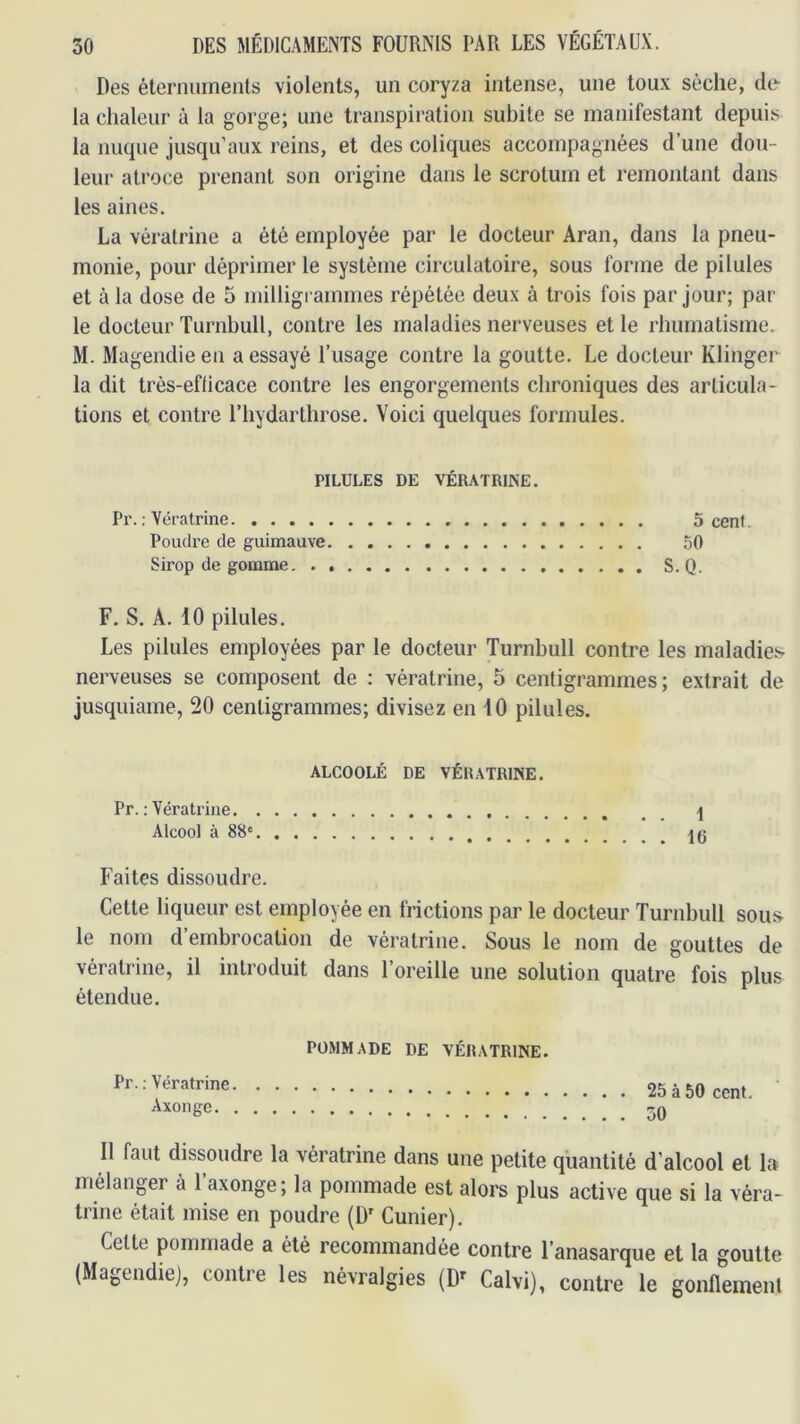 30 DES MÉDICAMENTS FOURNIS PAR LES VÉGÉTAUX.
Des éternuments violents, un coryza intense, une toux sèche, de
la chaleur à la gorge; une transpiration subite se manifestant depuis
la nuque jusqu'aux reins, et des coliques accompagnées d'une dou-
leur atroce prenant son origine dans le scrotum et remontant dans
les aines.
La vératrine a été employée par le docteur Aran, dans la pneu-
monie, pour déprimer le système circulatoire, sous forme de pilules
et à la dose de 5 milligrammes répétée deux à trois fois par jour; par
le docteur Turnbull, contre les maladies nerveuses et le rhumatisme.
M. Magendie en a essayé l'usage contre la goutte. Le docteur Klinger
la dit très-efficace contre les engorgements chroniques des articula-
tions et contre l'hydarthrose. Voici quelques formules.
PILULES DE VÉRATRINE.
Pr. : Vératrine. . . . . . . . . . . . . . . . . . . . . . 5 cent.
Poudre de guimauve. . . . . . . . . . . . . . . . . . 50
Sirop de gomme. . . . . . . . . . . . . . . . . . . . S. Q.
F. S. A. 10 pilules.
Les pilules employées par le docteur Turnbull contre les maladies
nerveuses se composent de : vératrine, 5 centigrammes; extrait de
jusquiame, 20 centigrammes; divisez en 10 pilules.
ALCOOLÉ DE VÉRATRINE.
Pr. : Vératrine. . . . . . . . . . . . . . . . . . . . . . 1
Alcool à 88°. . . . . . . . . . . . . . . . . . . . . . 16
Faites dissoudre.
Cette liqueur est employée en frictions par le docteur Turnbull sous
le nom d'embrocation de vératrine. Sous le nom de gouttes de
vératrine, il introduit dans l'oreille une solution quatre fois plus
étendue.
POMMADE DE VÉRATRINE.
Pr. : Vératrine. . . . . . . . . . . . . . . . . . . . . 25 à 50 cent.
Axonge. . . . . . . . . . . . . . . . . . . . . . . 30
Il faut dissoudre la vératrine dans une petite quantité d'alcool et la
mélanger à l'axonge; la pommade est alors plus active que si la véra-
trine était mise en poudre (Dr Cunier).
Cette pommade a été recommandée contre l'anasarque et la goutte
(Magendie), contre les névralgies (Dr Calvi), contre le gonflement